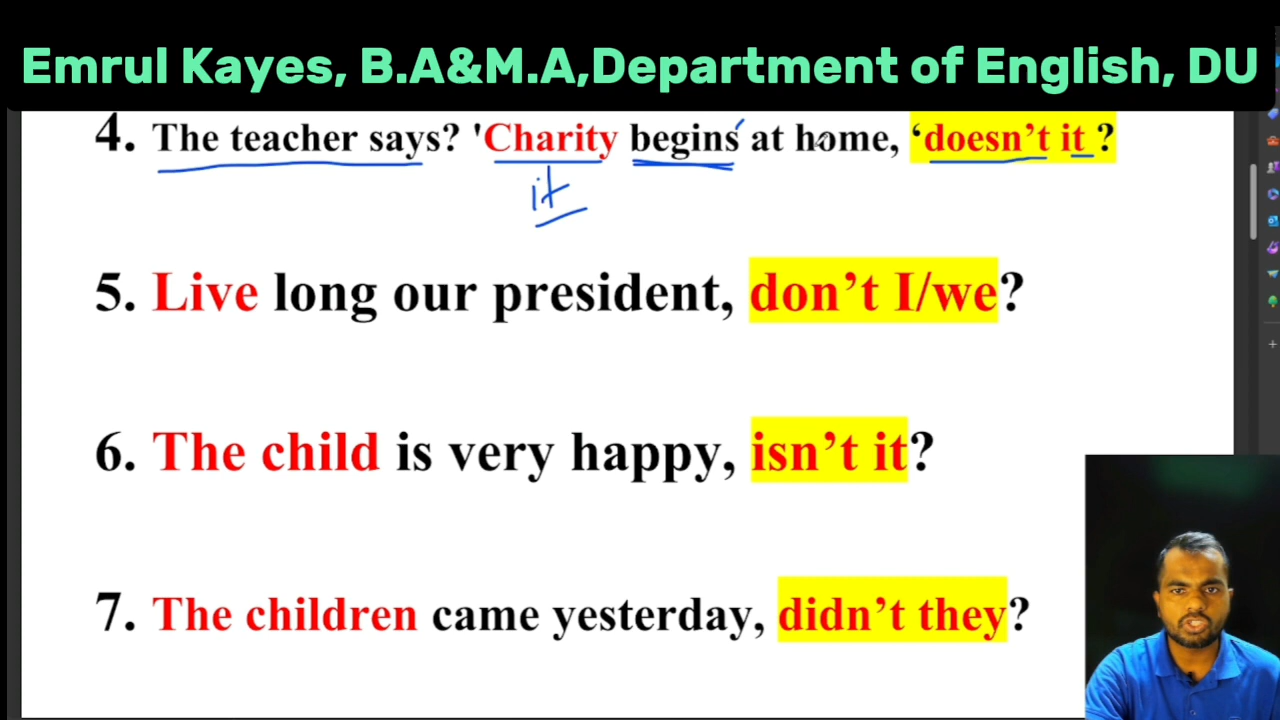 Emrul Kayes, B.A&M.A,Department of English, DU
4. The teacher says? 'Charity begins' at home, ‘doesn’t it ?
it
5. Live long our president, don’t I/we?
6. The child is very happy, isn’t it?
7. The children came yesterday, didn’t they?